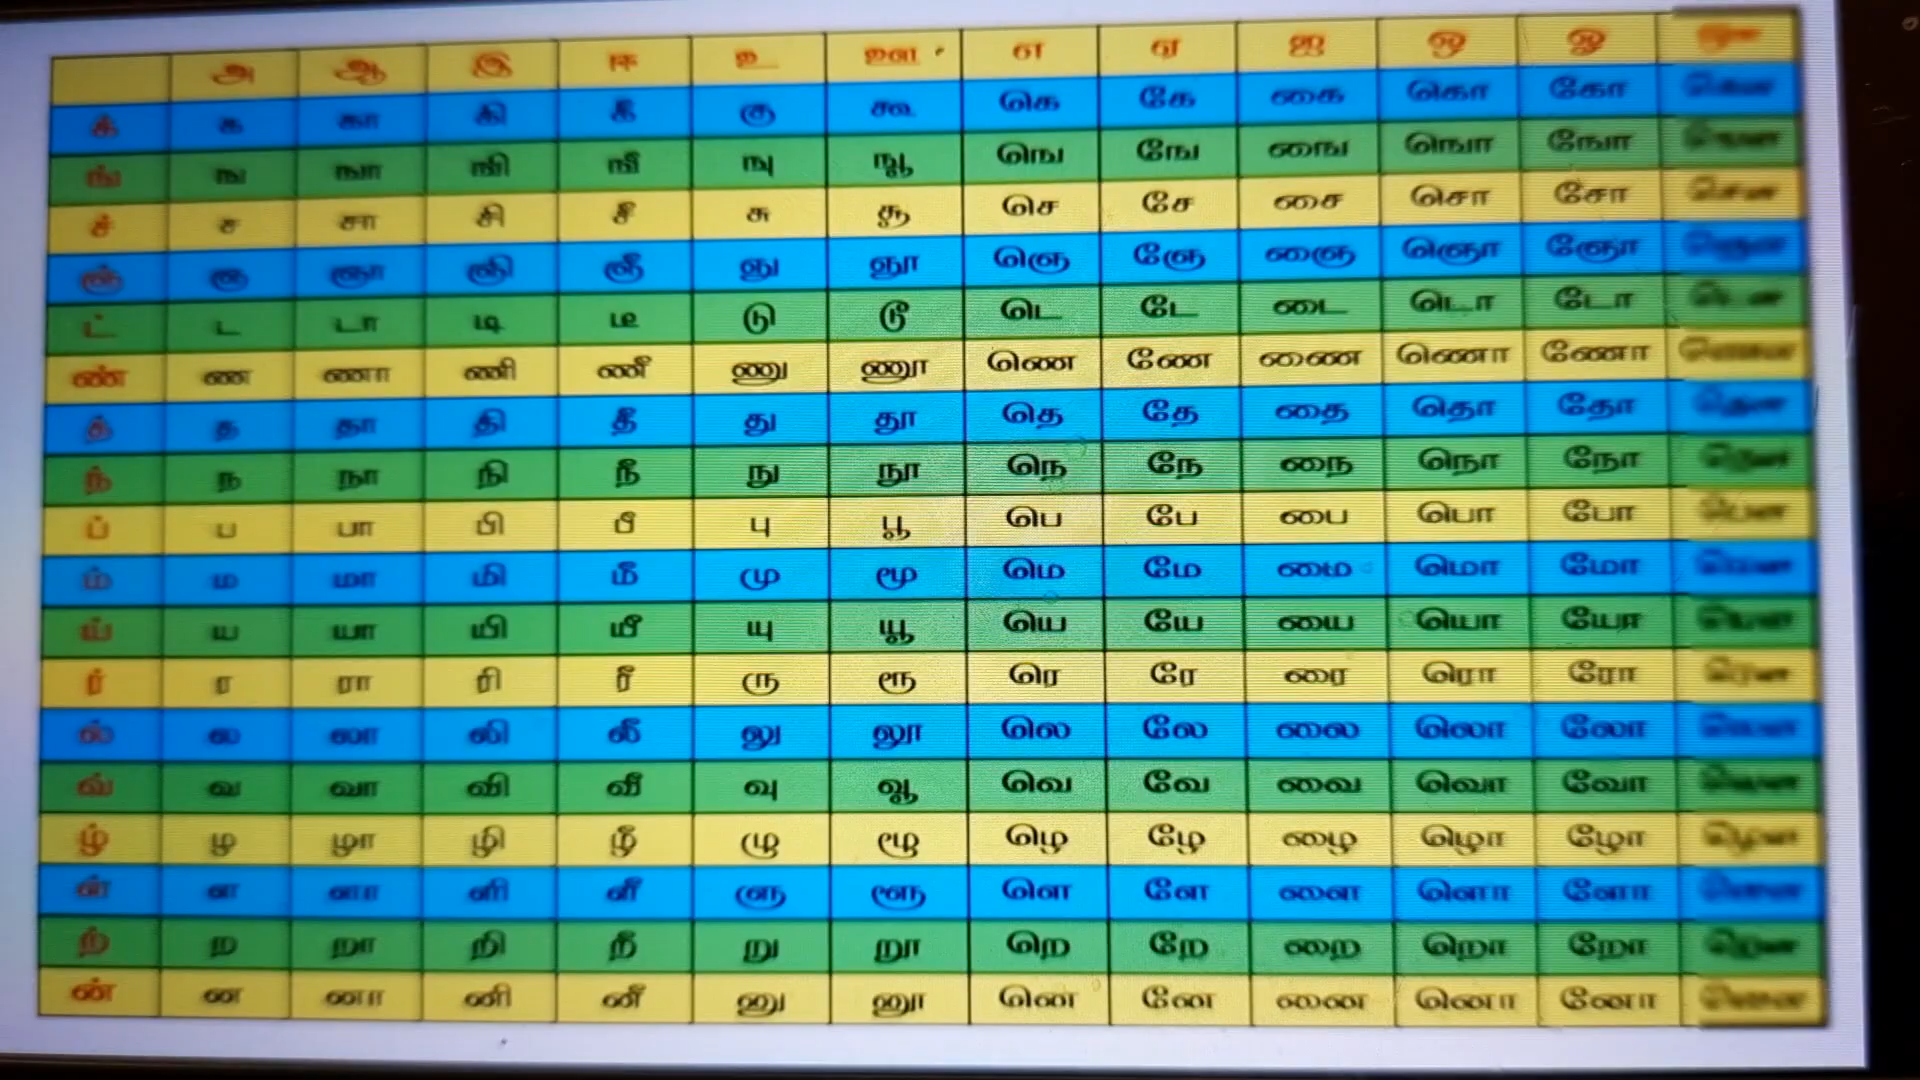 அ ஆ இ ஈ உ ஊ எ ஏ ஐ ஒ ஓ
க் க கா கி கீ கு கூ கெ கே கை கொ கோ
ங் ங ஙா ஙி ஙீ ஙு ஙூ ஙெ ஙே ஙை ஙொ ஙோ
ச் ச சா சி சீ சு சூ செ சே சை சொ சோ
ஞ் ஞ ஞா ஞி ஞீ ஞு ஞூ ஞெ ஞே ஞை ஞொ ஞோ
ட் ட டா டி டீ டு டூ டெ டே டை டொ டோ
ண் ண ணா ணி ணீ ணு ணூ ணெ ணே ணை ணொ ணோ
த் த தா தி தீ து தூ தெ தே தை தொ தோ
ந் ந நா நி நீ நு நூ நெ நே நை நொ நோ
ப் ப பா பி பீ பு பூ பெ பே பை பொ போ
ம் ம மா மி மீ மு மூ மெ மே மை மொ மோ
ய் ய யா யி யீ யு யூ யெ யே யை யொ யோ
ர் ர ரா ரி ரீ ரு ரூ ரெ ரே ரை ரொ ரோ
ல் ல லா லி லீ லு லூ லெ லே லை லொ லோ
வ் வ வா வி வீ வு வூ வெ வே வை வொ வோ
ழ் ழ ழா ழி ழீ ழு ழூ ழெ ழே ழை ழொ ழோ
ள் ள ளா ளி ளீ ளு ளூ ளெ ளே ளை ளொ ளோ
ற் ற றா றி றீ று றூ றெ றே றை றொ றோ
ன் ன னா னி னீ னு னூ னெ னே னை னொ னோ